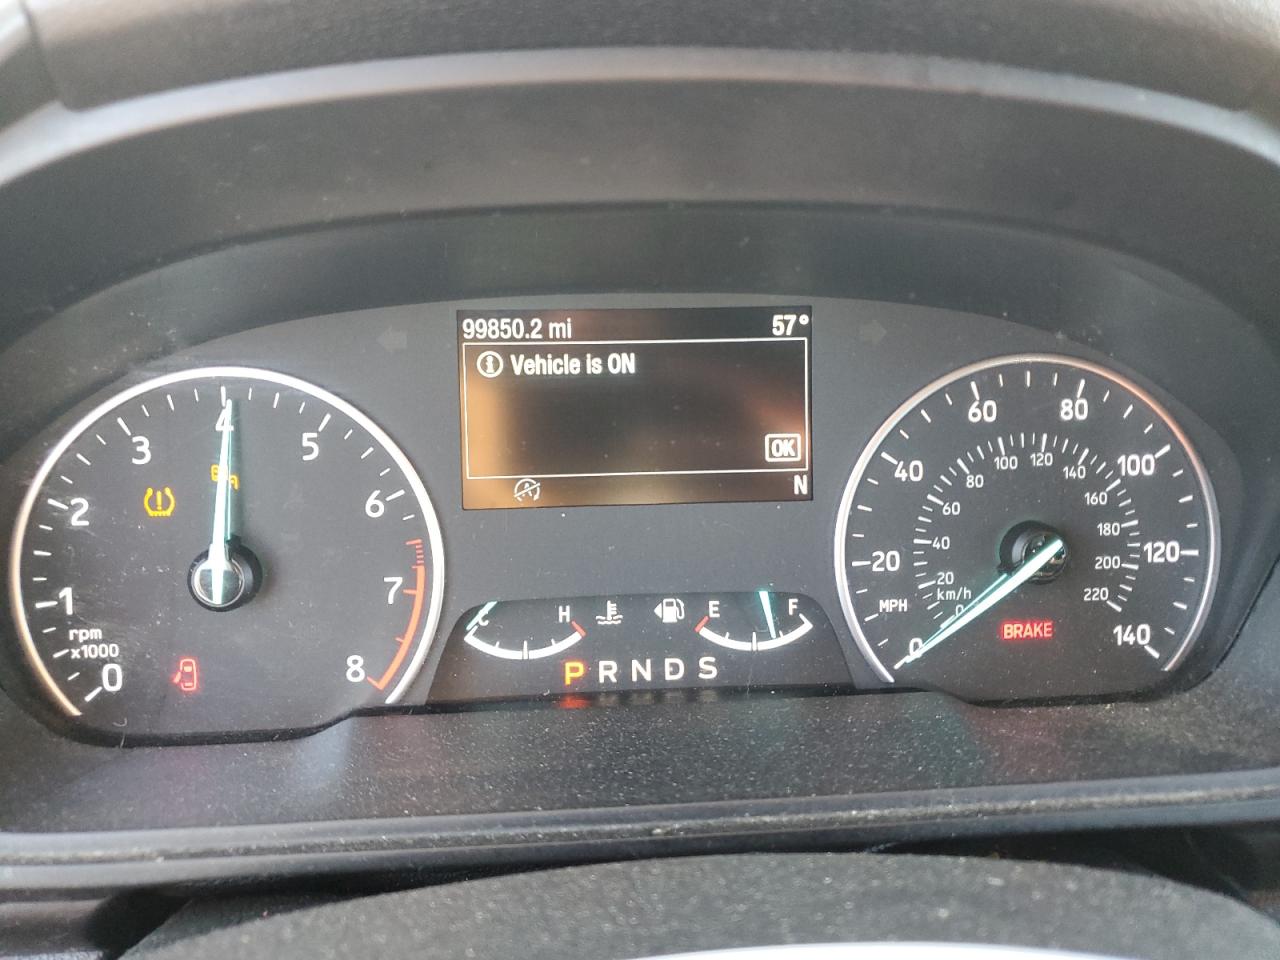 99850.2 mi 57°
Vehicle is ON
OK
N
0 1 2 3 4 5 6 7 8
rpm
x1000
C H E F
P R N D S
0 20 40 60 80 100 120 140
MPH
0 20 40 60 80 100 120 140 160 180 200 220
km/h
BRAKE